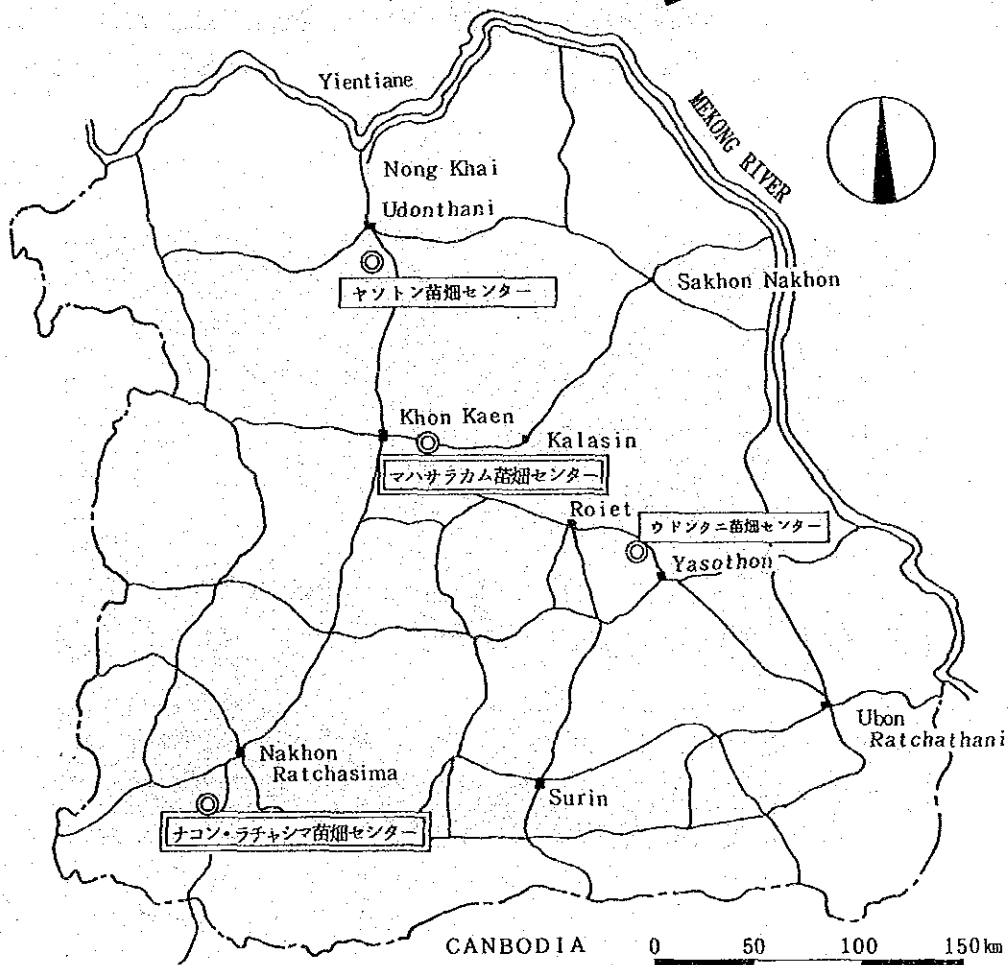 Yientiane
MEKONG RIVER
Nong Khai
Udonthani
ヤソトン苗畑センター
Sakhon Nakhon
Khon Kaen
Kalasin
マハサラカム苗畑センター
Roiet
ウドンタニ苗畑センター
Yasothon
Ubon
Ratchathani
Nakhon
Ratchasima
Surin
ナコン・ラチャシマ苗畑センター
CANBODIA
0 50 100 150km